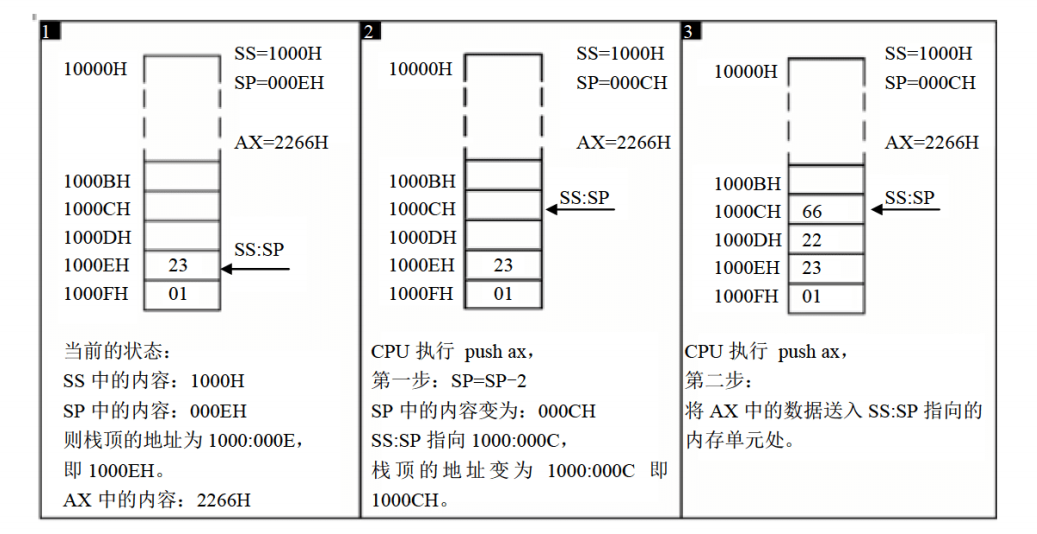 1
SS=1000H
10000H
SP=000EH
AX=2266H
1000BH
1000CH
1000DH
SS:SP
1000EH 23
1000FH 01
当前的状态：
SS 中的内容：1000H
SP 中的内容：000EH
则栈顶的地址为 1000:000E，
即 1000EH。
AX 中的内容：2266H
2
SS=1000H
10000H
SP=000CH
AX=2266H
1000BH
SS:SP
1000CH
1000DH
1000EH 23
1000FH 01
CPU 执行 push ax，
第一步：SP=SP−2
SP 中的内容变为：000CH
SS:SP 指向 1000:000C，
栈顶的地址变为 1000:000C 即
1000CH。
3
SS=1000H
10000H
SP=000CH
AX=2266H
1000BH
SS:SP
1000CH 66
1000DH 22
1000EH 23
1000FH 01
CPU 执行 push ax，
第二步：
将 AX 中的数据送入 SS:SP 指向的
内存单元处。